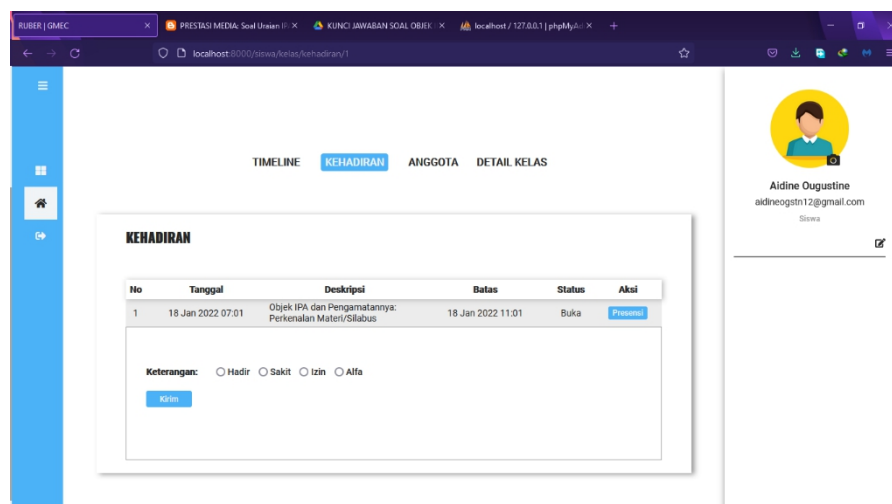 RUBER | GMEC
PRESTASI MEDIA: Soal Uraian IP
KUNCI JAWABAN SOAL OBJEK
localhost / 127.0.0.1 | phpMyAd
localhost:8000/siswa/kelas/kehadiran/1
TIMELINE KEHADIRAN ANGGOTA DETAIL KELAS
Aidine Ougustine
aidineogstn12@gmail.com
Siswa
KEHADIRAN
No Tanggal Deskripsi Batas Status Aksi
1 18 Jan 2022 07:01 Objek IPA dan Pengamatannya: 18 Jan 2022 11:01 Buka Presensi
Perkenalan Materi/Silabus
Keterangan: Hadir Sakit Izin Alfa
Kirim